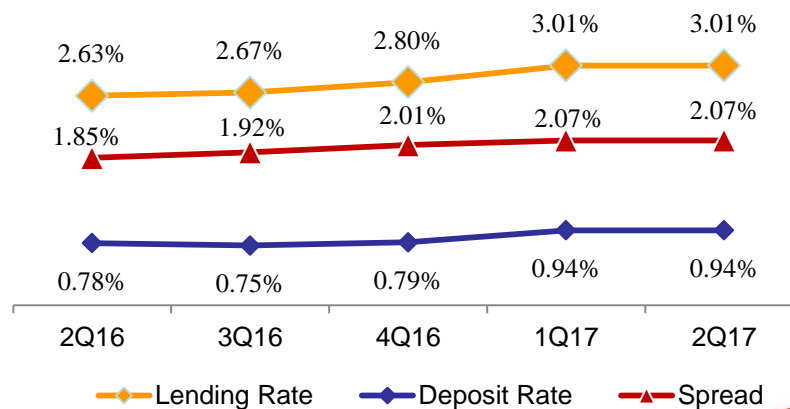 2.63% 2.67% 2.80% 3.01% 3.01%
1.85% 1.92% 2.01% 2.07% 2.07%
0.78% 0.75% 0.79% 0.94% 0.94%
2Q16 3Q16 4Q16 1Q17 2Q17
Lending Rate Deposit Rate Spread